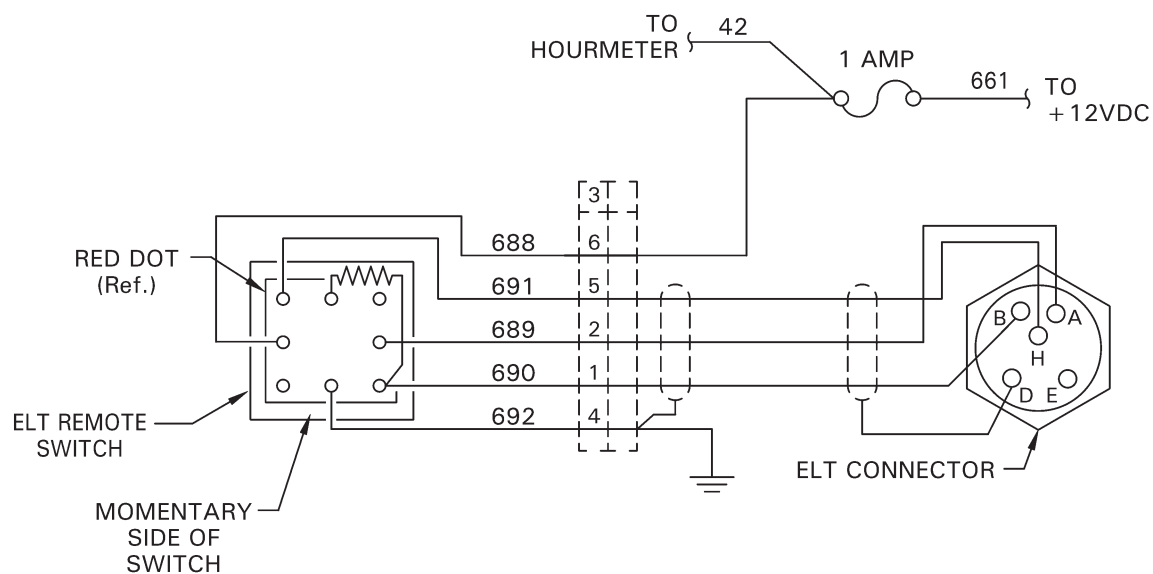 TO
HOURMETER
42
1 AMP
661
TO
+12VDC
3
688
6
RED DOT
(Ref.)
691
5
689
2
690
1
692
4
B
A
H
D
E
ELT REMOTE
SWITCH
ELT CONNECTOR
MOMENTARY
SIDE OF
SWITCH